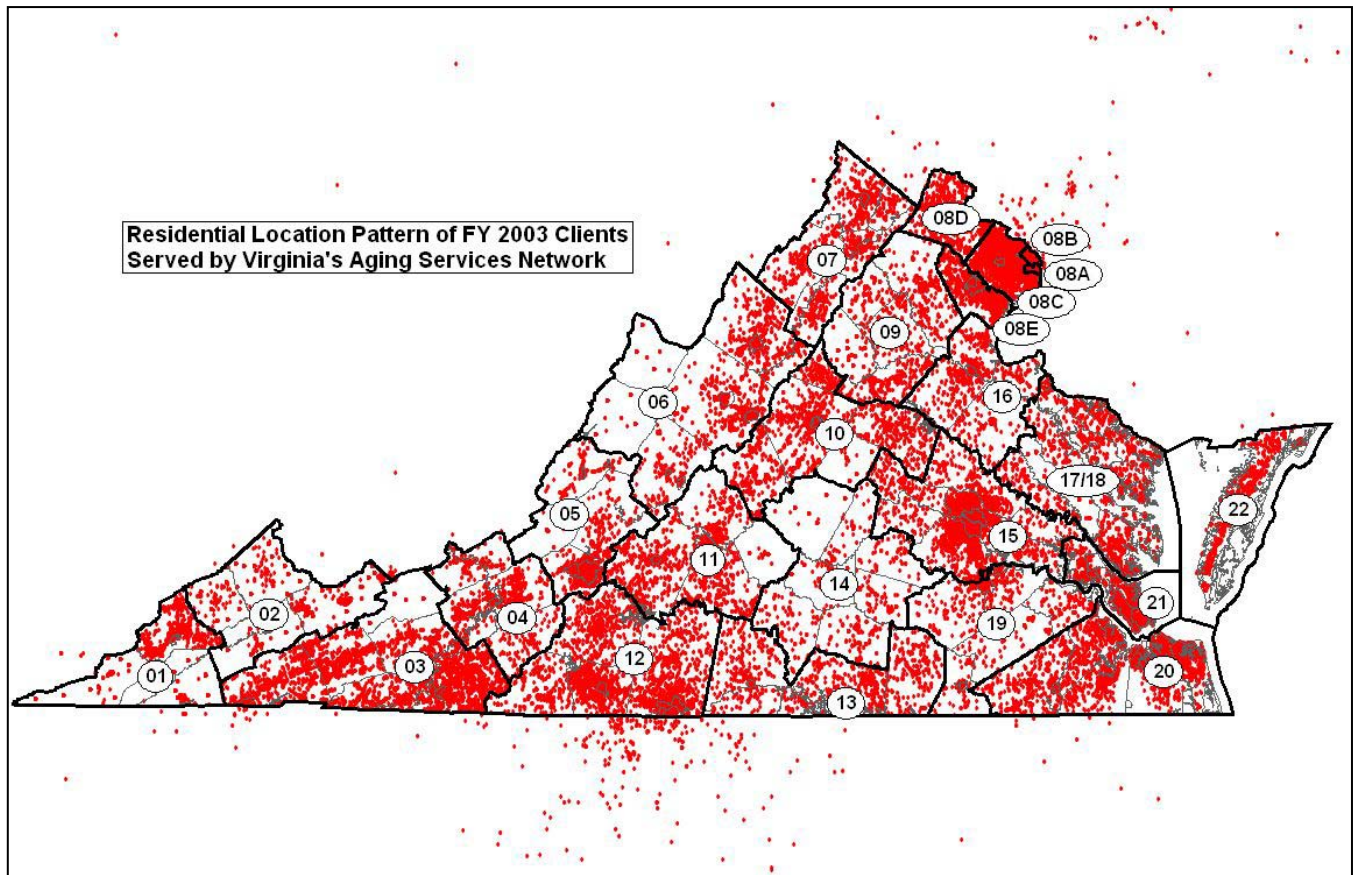 Residential Location Pattern of FY 2003 Clients
Served by Virginia's Aging Services Network
08D
08B
07
08A
08C
08E
09
16
06
10
17/18
22
05
15
11
14
21
02
04
19
12
03
20
01
13